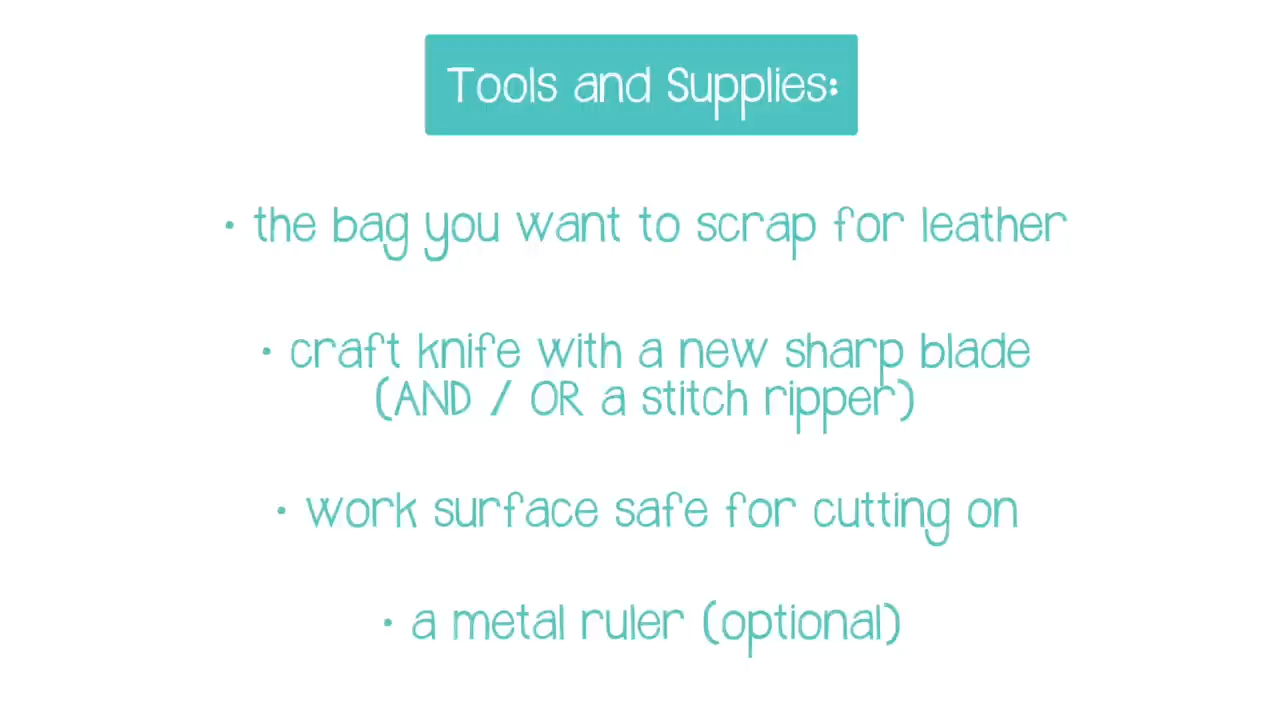 Tools and Supplies:
• the bag you want to scrap for leather
• craft knife with a new sharp blade
(AND / OR a stitch ripper)
• work surface safe for cutting on
• a metal ruler (optional)